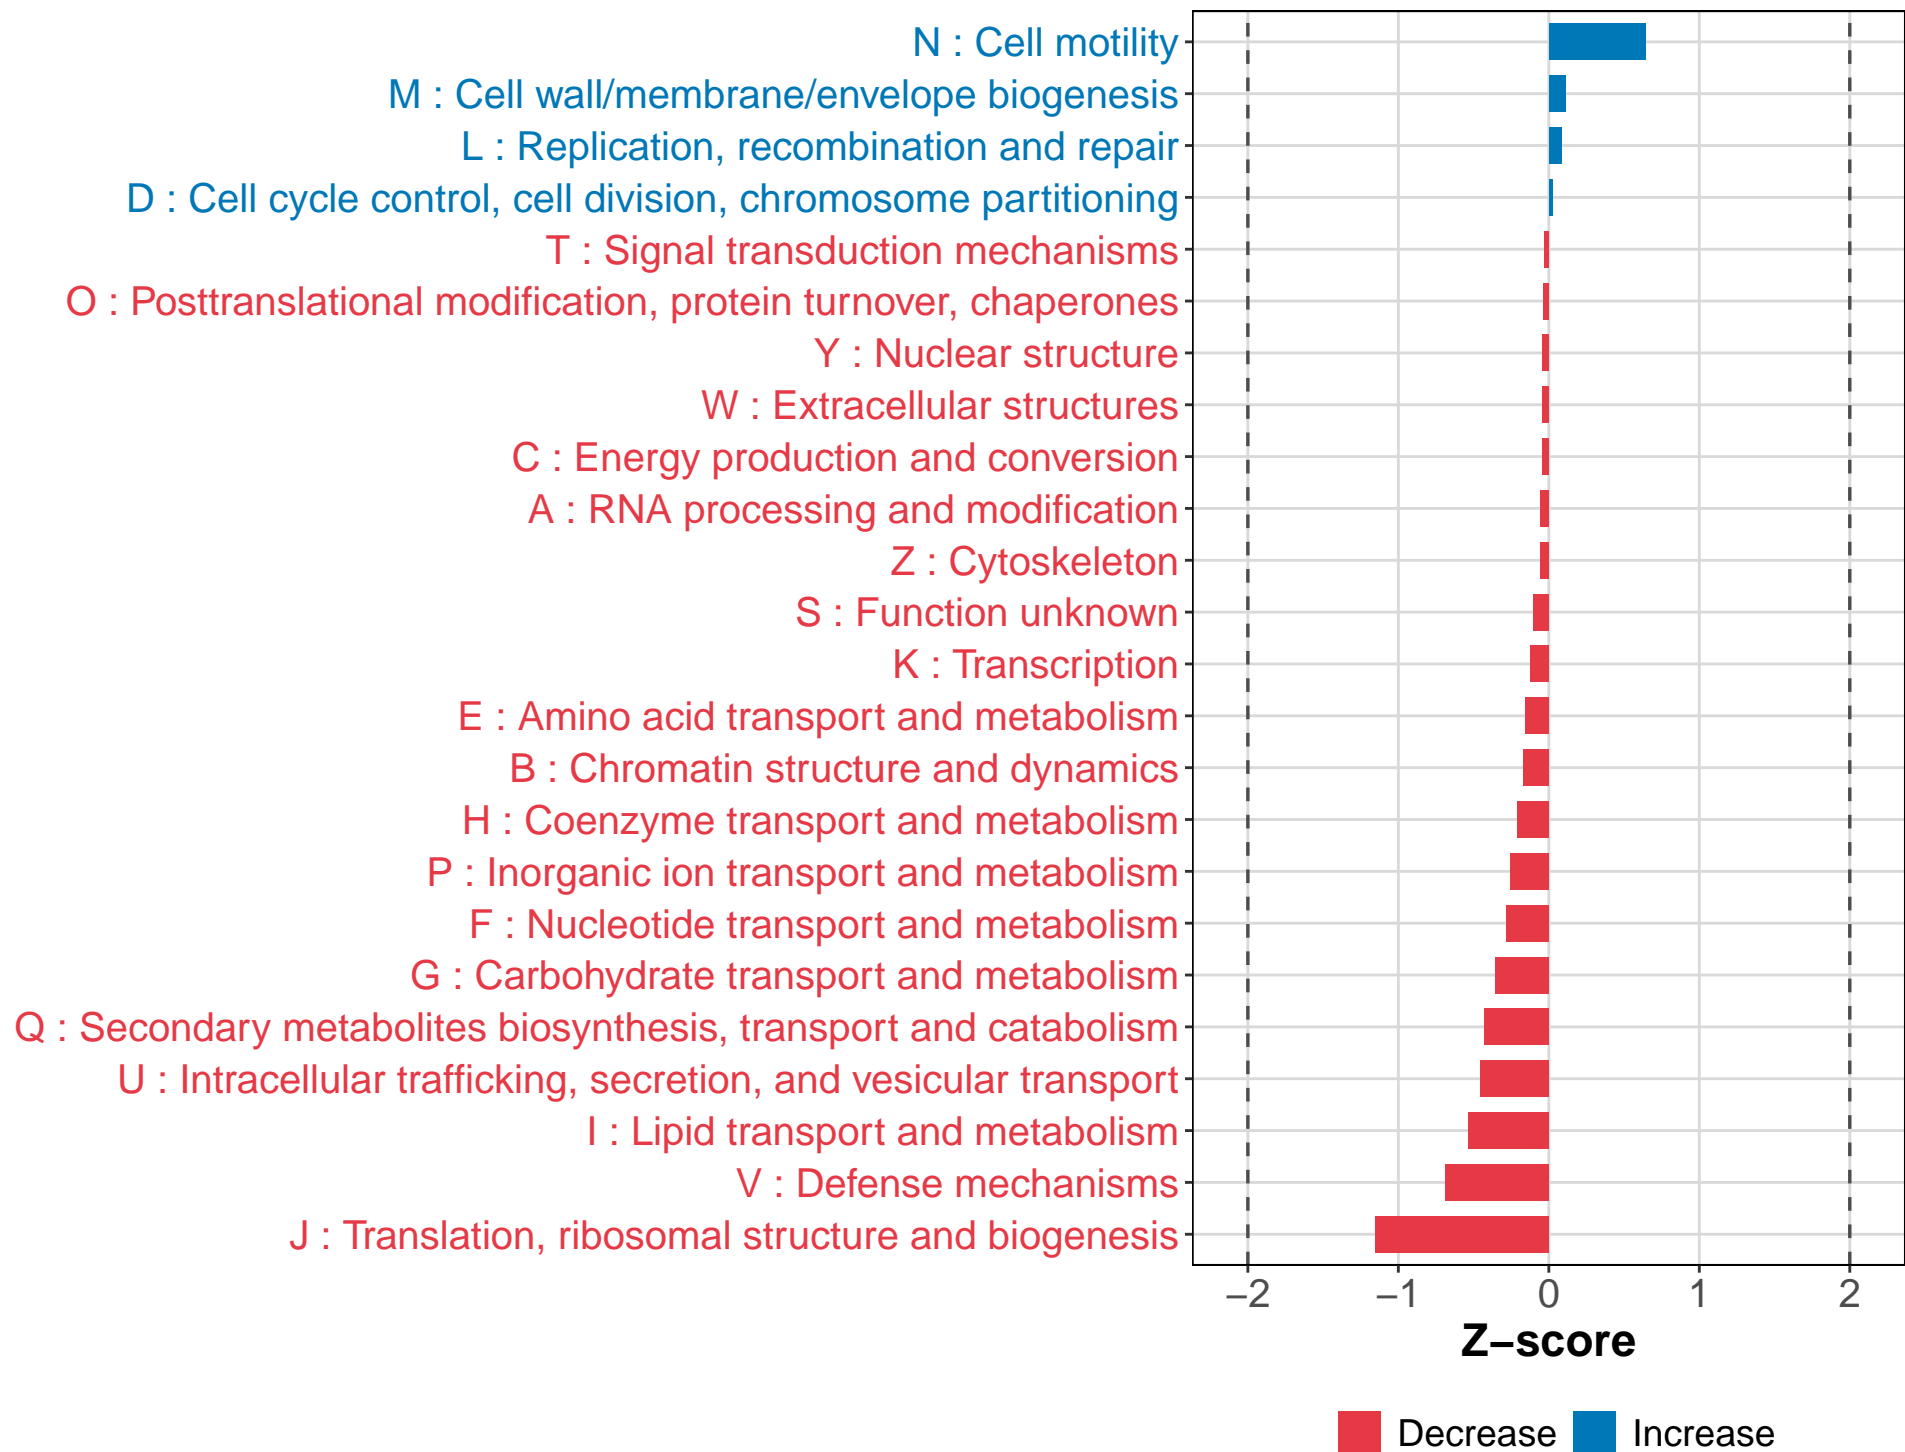 N : Cell motility
M : Cell wall/membrane/envelope biogenesis
L : Replication, recombination and repair
D : Cell cycle control, cell division, chromosome partitioning
T : Signal transduction mechanisms
O : Posttranslational modification, protein turnover, chaperones
Y : Nuclear structure
W : Extracellular structures
C : Energy production and conversion
A : RNA processing and modification
Z : Cytoskeleton
S : Function unknown
K : Transcription
E : Amino acid transport and metabolism
B : Chromatin structure and dynamics
H : Coenzyme transport and metabolism
P : Inorganic ion transport and metabolism
F : Nucleotide transport and metabolism
G : Carbohydrate transport and metabolism
Q : Secondary metabolites biosynthesis, transport and catabolism
U : Intracellular trafficking, secretion, and vesicular transport
I : Lipid transport and metabolism
V : Defense mechanisms
J : Translation, ribosomal structure and biogenesis
−2 −1 0 1 2
Z−score
Decrease Increase